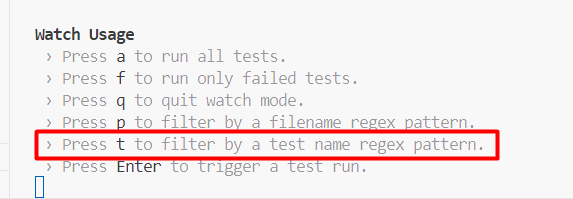 Watch Usage
› Press a to run all tests.
› Press f to run only failed tests.
› Press q to quit watch mode.
› Press p to filter by a filename regex pattern.
› Press t to filter by a test name regex pattern.
› Press Enter to trigger a test run.